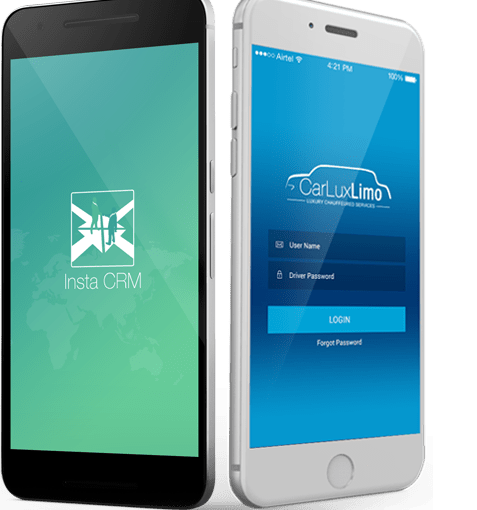 Insta CRM
Airtel
4:21 PM
100%
CarLuxLimo
LUXURY CHAUFFEURED SERVICES
User Name
Driver Password
LOGIN
Forgot Password